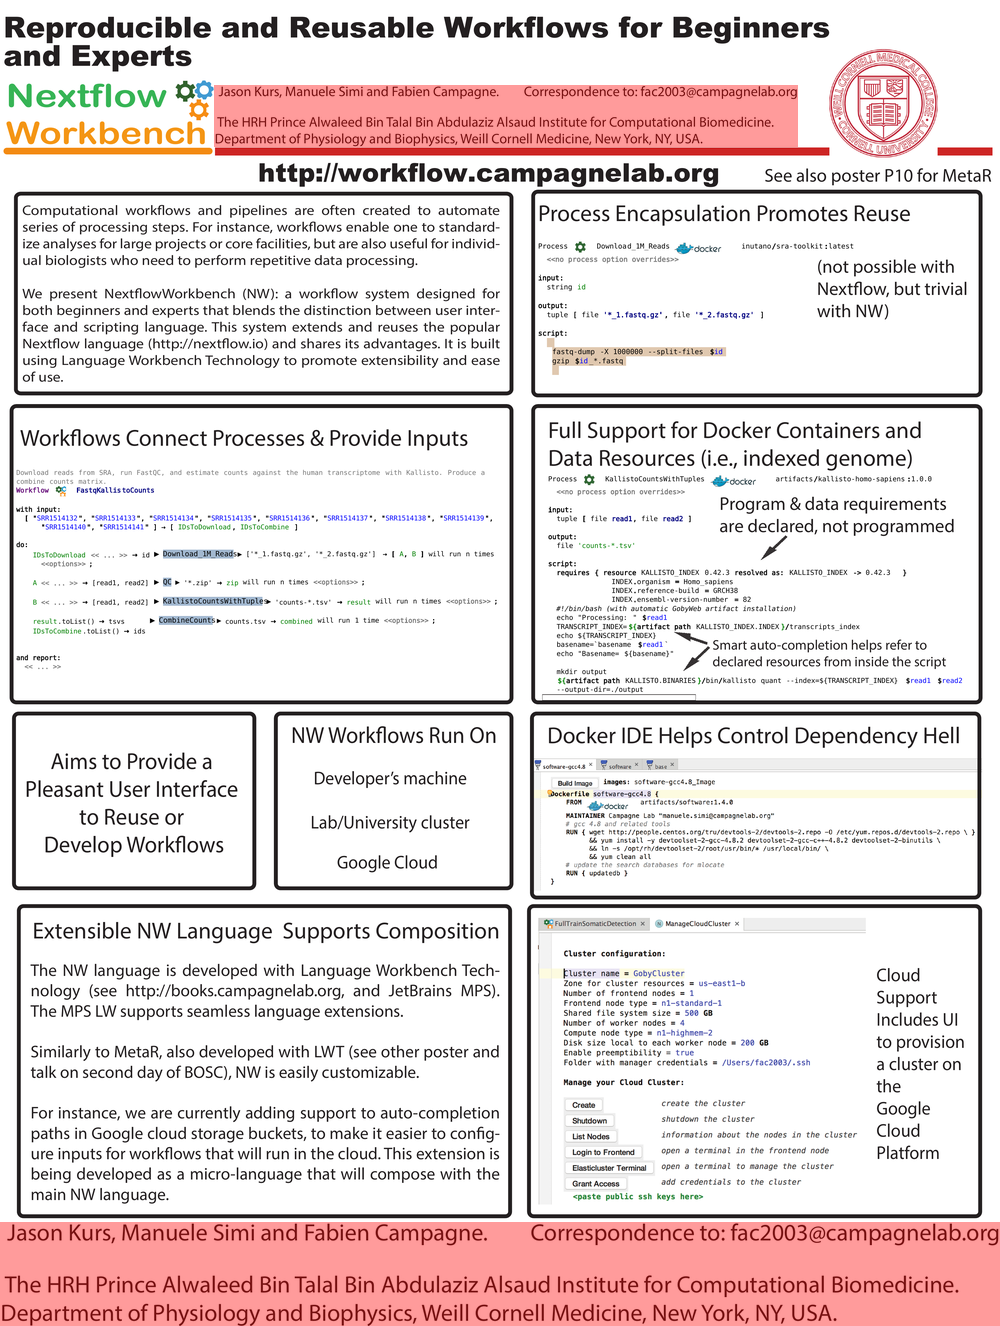 Reproducible and Reusable Workflows for Beginners
and Experts
Nextflow
Workbench
Jason Kurs, Manuele Simi and Fabien Campagne. Correspondence to: fac2003@campagnelab.org
The HRH Prince Alwaleed Bin Talal Bin Abdulaziz Alsaud Institute for Computational Biomedicine.
Department of Physiology and Biophysics, Weill Cornell Medicine, New York, NY, USA.
http://workflow.campagnelab.org
See also poster P10 for MetaR
Computational workflows and pipelines are often created to automate
series of processing steps. For instance, workflows enable one to standard-
ize analyses for large projects or core facilities, but are also useful for individ-
ual biologists who need to perform repetitive data processing.
We present NextflowWorkbench (NW): a workflow system designed for
both beginners and experts that blends the distinction between user inter-
face and scripting language. This system extends and reuses the popular
Nextflow language (http://nextflow.io) and shares its advantages. It is built
using Language Workbench Technology to promote extensibility and ease
of use.
Process Encapsulation Promotes Reuse
Process Download_1M_Reads docker inutano/sra-toolkit:latest
<<no process option overrides>>
input:
string id
output:
tuple [ file '*_1.fastq.gz', file '*_2.fastq.gz' ]
script:
fastq-dump -X 1000000 --split-files $id
gzip $id_*.fastq
(not possible with
Nextflow, but trivial
with NW)
Workflows Connect Processes & Provide Inputs
Download reads from SRA, run FastQC, and estimate counts against the human transcriptome with Kallisto. Produce a
combine counts matrix.
Workflow FastqKallistoCounts
with input:
[ "SRR1514132", "SRR1514133", "SRR1514134", "SRR1514135", "SRR1514136", "SRR1514137", "SRR1514138", "SRR1514139",
"SRR1514140", "SRR1514141" ] → [ IDsToDownload, IDsToCombine ]
do:
IDsToDownload << ... >> → id ▶ Download_1M_Reads▶ ['*_1.fastq.gz', '*_2.fastq.gz'] → [ A, B ] will run n times
<<options>> ;
A << ... >> → [read1, read2] ▶ QC ▶ '*.zip' → zip will run n times <<options>> ;
B << ... >> → [read1, read2] ▶ KallistoCountsWithTuple▶ 'counts-*.tsv' → result will run n times <<options>> ;
result.toList() → tsvs ▶ CombineCounts▶ counts.tsv → combined will run 1 time <<options>> ;
IDsToCombine.toList() → ids
and report:
<< ... >>
Full Support for Docker Containers and
Data Resources (i.e., indexed genome)
Process KallistoCountsWithTuples docker artifacts/kallisto-homo-sapiens :1.0.0
<<no process option overrides>>
input:
tuple [ file read1, file read2 ]
output:
file 'counts-*.tsv'
Program & data requirements
are declared, not programmed
script:
requires { resource KALLISTO_INDEX 0.42.3 resolved as: KALLISTO_INDEX -> 0.42.3 }
INDEX.organism = Homo_sapiens
INDEX.reference-build = GRCH38
INDEX.ensembl-version-number = 82
#!/bin/bash (with automatic GobyWeb artifact installation)
echo "Processing: " $read1
TRANSCRIPT_INDEX=${artifact path KALLISTO_INDEX.INDEX}/transcripts_index
echo ${TRANSCRIPT_INDEX}
basename=`basename $read1`
echo "Basename= ${basename}"
Smart auto-completion helps refer to
declared resources from inside the script
mkdir output
${artifact path KALLISTO.BINARIES}/bin/kallisto quant --index=${TRANSCRIPT_INDEX} $read1 $read2
--output-dir=./output
Aims to Provide a
Pleasant User Interface
to Reuse or
Develop Workflows
NW Workflows Run On
Developer's machine
Lab/University cluster
Google Cloud
Docker IDE Helps Control Dependency Hell
software-gcc4.8 × software × base ×
Build Image images: software-gcc4.8_Image
Dockerfile software-gcc4.8 {
FROM docker artifacts/software:1.4.0
MAINTAINER Campagne Lab "manuele.simi@campagnelab.org"
# gcc 4.8 and related tools
RUN { wget http://people.centos.org/tru/devtools-2/devtools-2.repo -O /etc/yum.repos.d/devtools-2.repo \ }
&& yum install -y devtoolset-2-gcc-4.8.2 devtoolset-2-gcc-c++-4.8.2 devtoolset-2-binutils \
&& ln -s /opt/rh/devtoolset-2/root/usr/bin/* /usr/local/bin/ \
&& yum clean all
# update the search databases for mlocate
RUN { updatedb }
}
Extensible NW Language Supports Composition
The NW language is developed with Language Workbench Tech-
nology (see http://books.campagnelab.org, and JetBrains MPS).
The MPS LW supports seamless language extensions.
Similarly to MetaR, also developed with LWT (see other poster and
talk on second day of BOSC), NW is easily customizable.
For instance, we are currently adding support to auto-completion
paths in Google cloud storage buckets, to make it easier to config-
ure inputs for workflows that will run in the cloud. This extension is
being developed as a micro-language that will compose with the
main NW language.
FullTrainSomaticDetection × ManageCloudCluster ×
Cluster configuration:
Cluster name = GobyCluster
Zone for cluster resources = us-east1-b
Number of frontend nodes = 1
Frontend node type = n1-standard-1
Shared file system size = 500 GB
Number of worker nodes = 4
Compute node type = n1-highmem-2
Disk size local to each worker node = 200 GB
Enable preemptibility = true
Folder with manager credentials = /Users/fac2003/.ssh
Manage your Cloud Cluster:
Create create the cluster
Shutdown shutdown the cluster
List Nodes information about the nodes in the cluster
Login to Frontend open a terminal in the frontend node
Elasticluster Terminal open a terminal to manage the cluster
Grant Access add credentials to the cluster
<paste public ssh keys here>
Cloud
Support
Includes UI
to provision
a cluster on
the
Google
Cloud
Platform
Jason Kurs, Manuele Simi and Fabien Campagne. Correspondence to: fac2003@campagnelab.org
The HRH Prince Alwaleed Bin Talal Bin Abdulaziz Alsaud Institute for Computational Biomedicine.
Department of Physiology and Biophysics, Weill Cornell Medicine, New York, NY, USA.